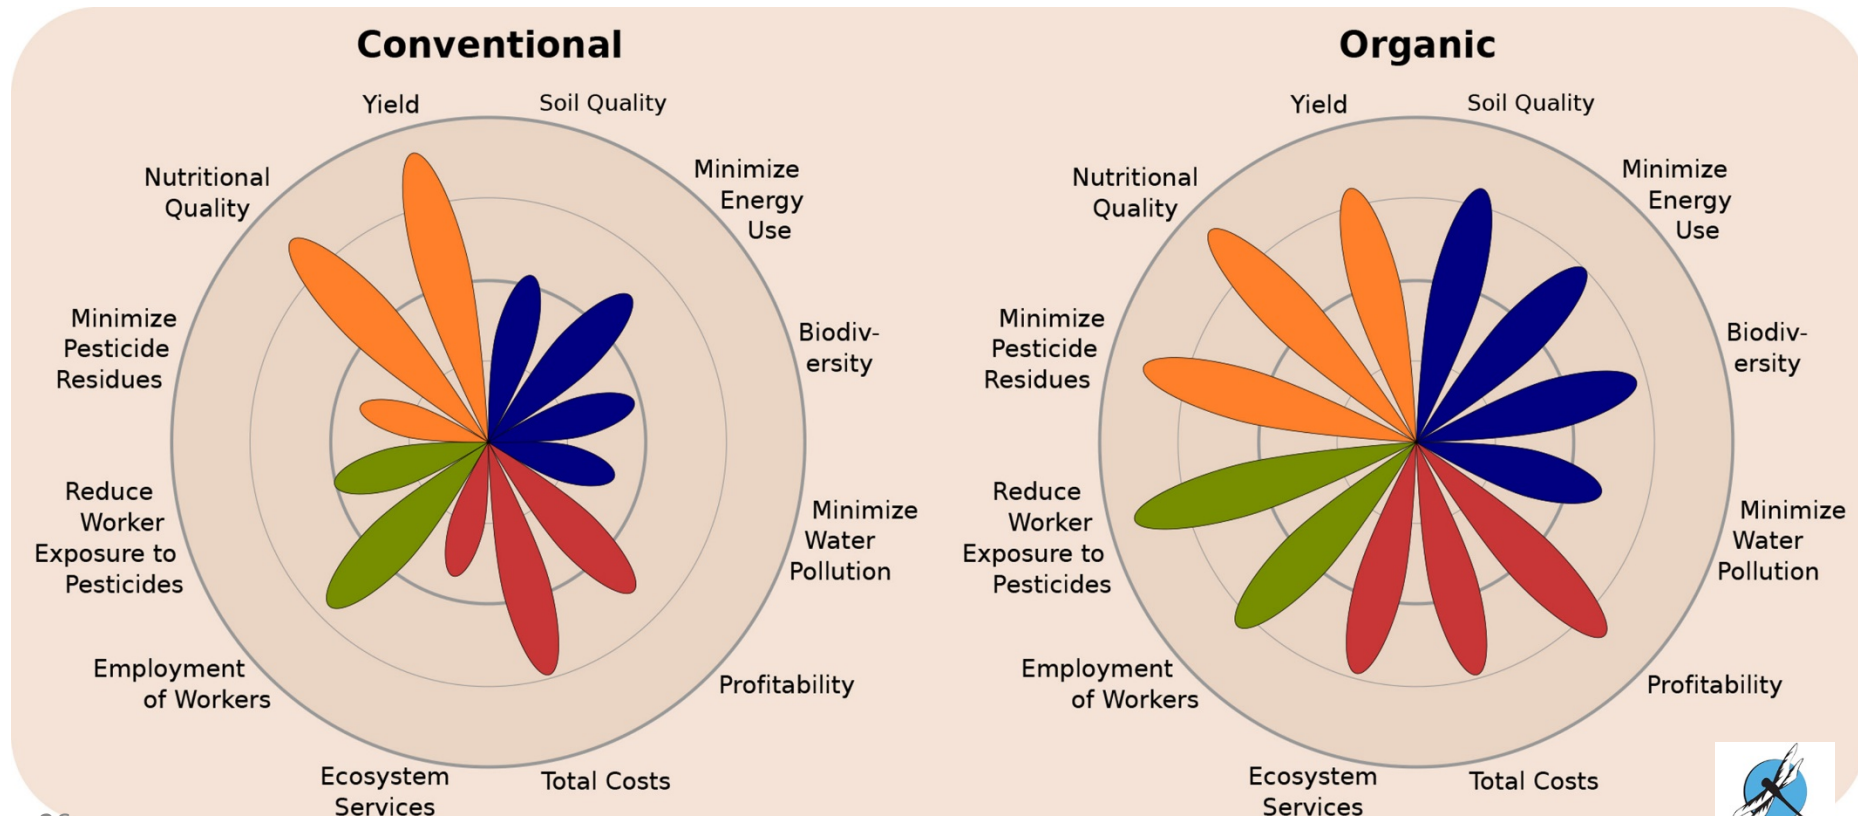 Conventional
Yield
Soil Quality
Minimize
Energy
Use
Biodiv-
ersity
Minimize
Water
Pollution
Profitability
Total Costs
Ecosystem
Services
Employment
of Workers
Reduce
Worker
Exposure to
Pesticides
Minimize
Pesticide
Residues
Nutritional
Quality
Organic
Yield
Soil Quality
Minimize
Energy
Use
Biodiv-
ersity
Minimize
Water
Pollution
Profitability
Total Costs
Ecosystem
Services
Employment
of Workers
Reduce
Worker
Exposure to
Pesticides
Minimize
Pesticide
Residues
Nutritional
Quality